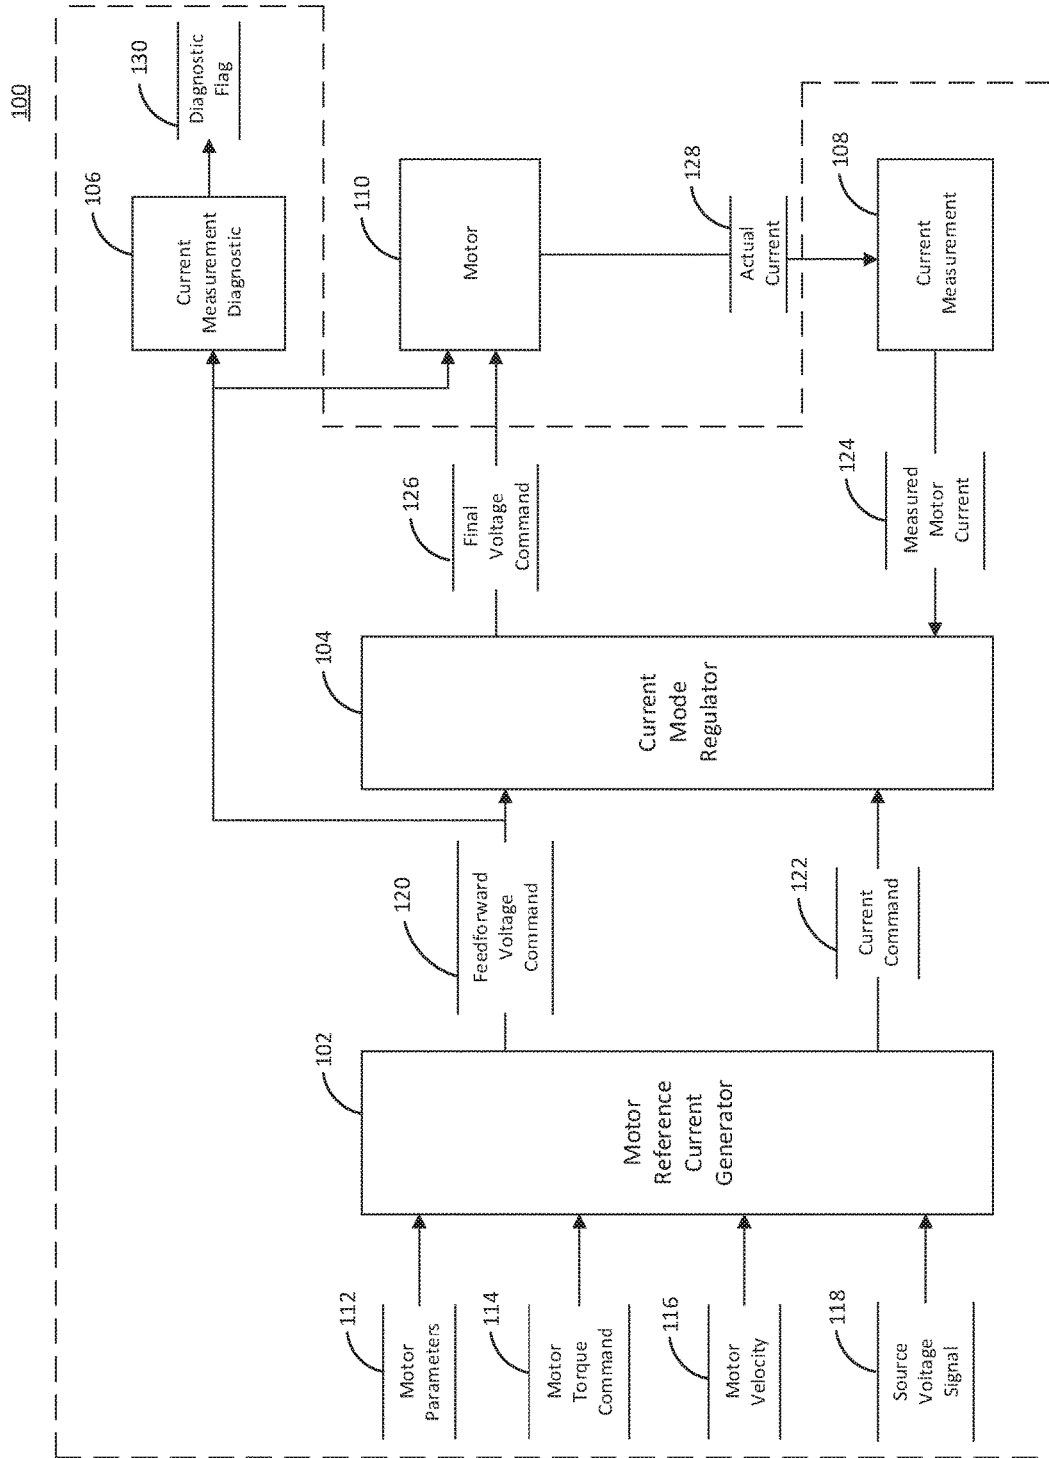 100
106
Current
Measurement
Diagnostic
130
Diagnostic
Flag
110
Motor
128
Actual
Current
108
Current
Measurement
126
Final
Voltage
Command
124
Measured
Motor
Current
104
Current
Mode
Regulator
120
Feedforward
Voltage
Command
122
Current
Command
102
Motor
Reference
Current
Generator
112
Motor
Parameters
114
Motor
Torque
Command
116
Motor
Velocity
118
Source
Voltage
Signal